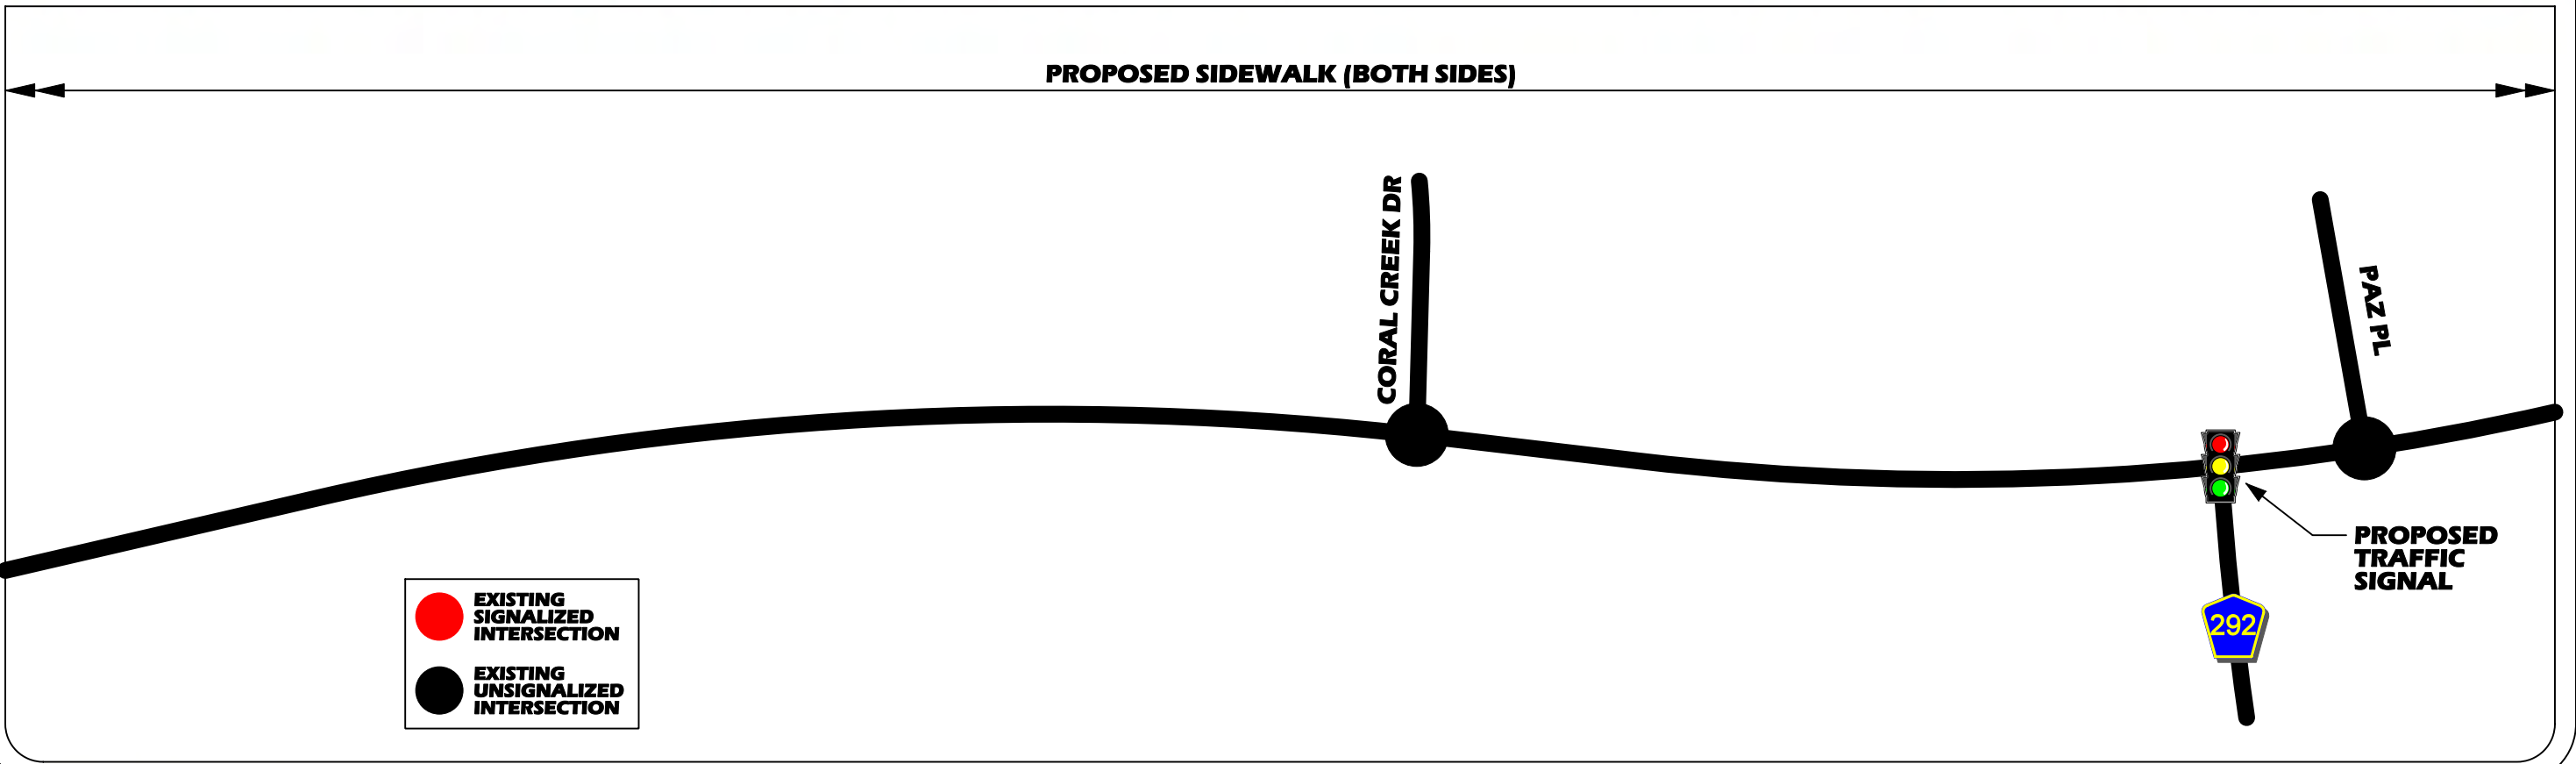 PROPOSED SIDEWALK (BOTH SIDES)
CORAL CREEK DR
PAZ PL
PROPOSED
TRAFFIC
SIGNAL
292
EXISTING
SIGNALIZED
INTERSECTION
EXISTING
UNSIGNALIZED
INTERSECTION